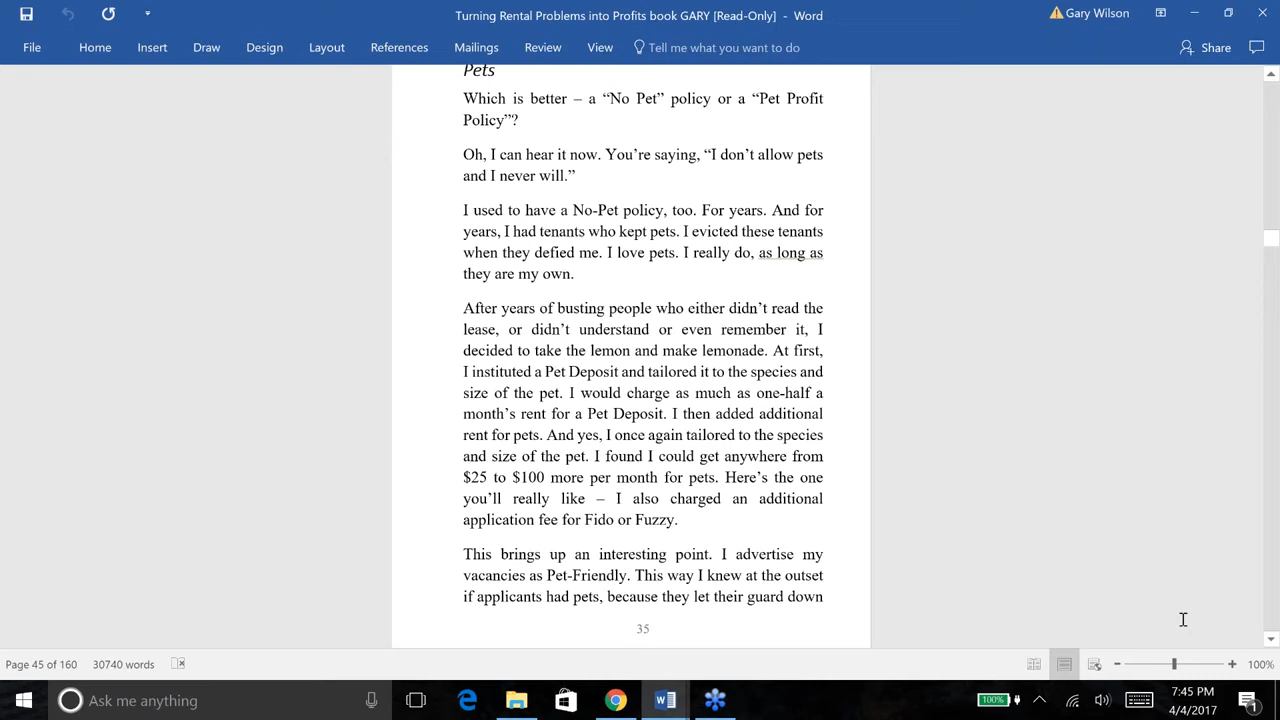 Turning Rental Problems into Profits book GARY [Read-Only] - Word
Gary Wilson
File Home Insert Draw Design Layout References Mailings Review View Tell me what you want to do Share
Pets
Which is better – a “No Pet” policy or a “Pet Profit
Policy”?
Oh, I can hear it now. You’re saying, “I don’t allow pets
and I never will.”
I used to have a No-Pet policy, too. For years. And for
years, I had tenants who kept pets. I evicted these tenants
when they defied me. I love pets. I really do, as long as
they are my own.
After years of busting people who either didn’t read the
lease, or didn’t understand or even remember it, I
decided to take the lemon and make lemonade. At first,
I instituted a Pet Deposit and tailored it to the species and
size of the pet. I would charge as much as one-half a
month’s rent for a Pet Deposit. I then added additional
rent for pets. And yes, I once again tailored to the species
and size of the pet. I found I could get anywhere from
$25 to $100 more per month for pets. Here’s the one
you’ll really like – I also charged an additional
application fee for Fido or Fuzzy.
This brings up an interesting point. I advertise my
vacancies as Pet-Friendly. This way I knew at the outset
if applicants had pets, because they let their guard down
35
Page 45 of 160 30740 words 100%
Ask me anything
100%
7:45 PM
4/4/2017
1